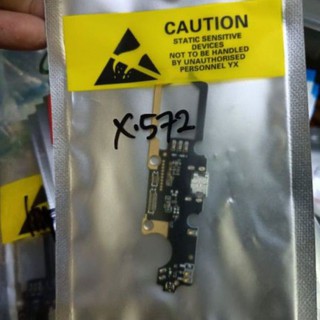 CAUTION
STATIC SENSITIVE
DEVICES
NOT TO BE HANDLED
BY UNAUTHORISED
PERSONNEL YX
X.572